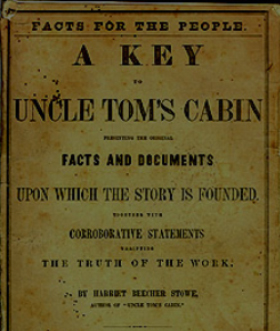 FACTS FOR THE PEOPLE.
A KEY
TO
UNCLE TOM'S CABIN
PRESENTING THE ORIGINAL
FACTS AND DOCUMENTS
UPON WHICH THE STORY IS FOUNDED.
TOGETHER WITH
CORROBORATIVE STATEMENTS
VERIFYING
THE TRUTH OF THE WORK.
BY HARRIET BEECHER STOWE,
AUTHOR OF "UNCLE TOM'S CABIN."